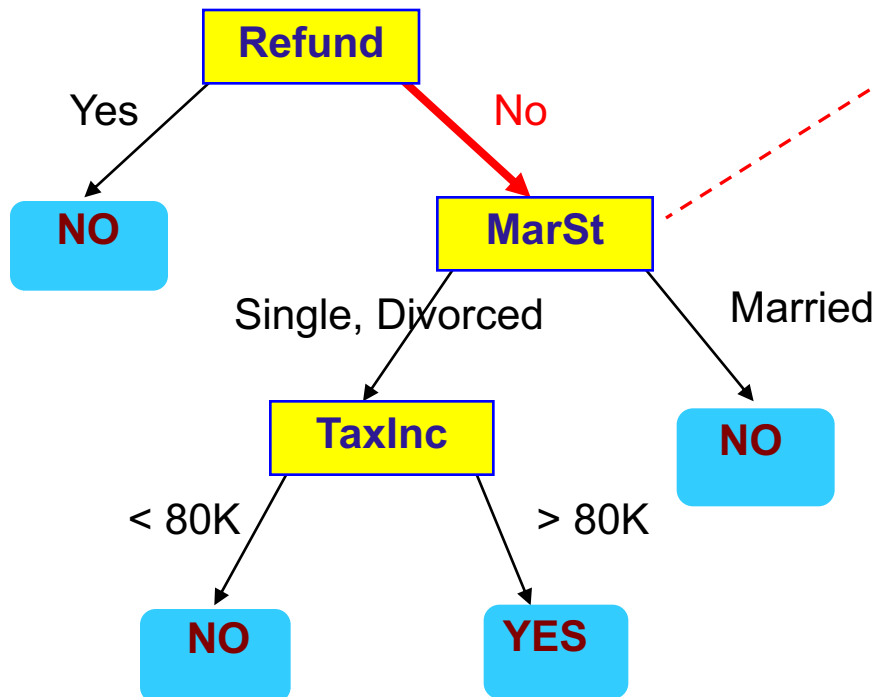 Refund
Yes
No
NO
MarSt
Single, Divorced
Married
TaxInc
NO
< 80K
> 80K
NO
YES